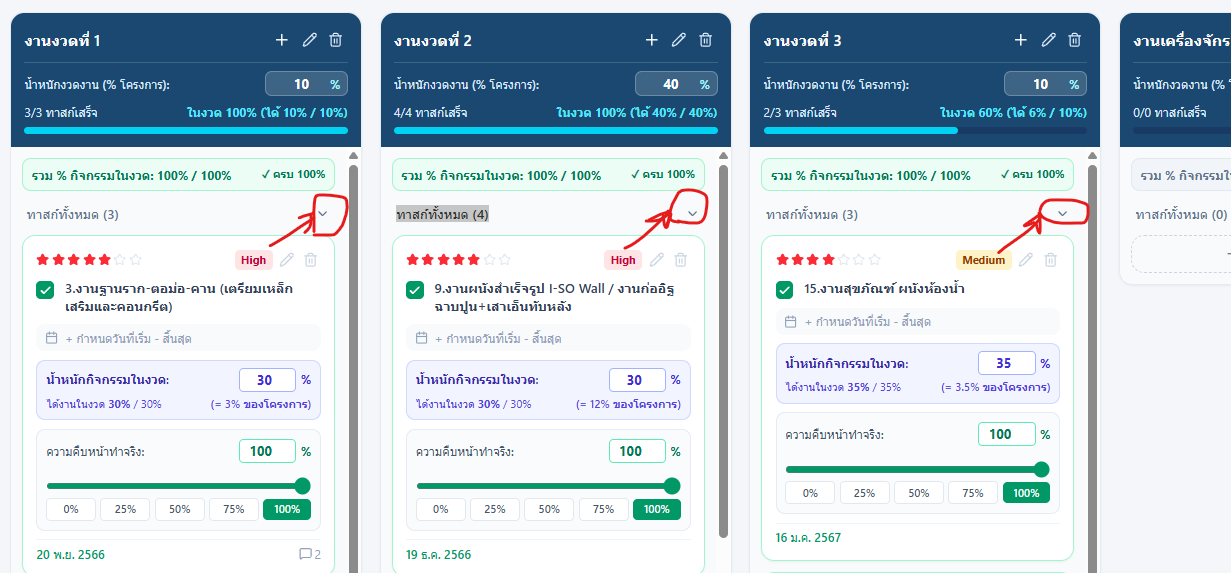 งานงวดที่ 1
น้ำหนักงวดงาน (% โครงการ):
10 %
3/3 ทาสก์เสร็จ
ในงวด 100% (ได้ 10% / 10%)
รวม % กิจกรรมในงวด: 100% / 100%
✓ ครบ 100%
ทาสก์ทั้งหมด (3)
High
3.งานฐานราก-ตอม่อ-คาน (เตรียมเหล็ก
เสริมและคอนกรีต)
+ กำหนดวันที่เริ่ม - สิ้นสุด
น้ำหนักกิจกรรมในงวด:
30 %
ได้งานในงวด 30% / 30%
(= 3% ของโครงการ)
ความคืบหน้าทำจริง:
100 %
0% 25% 50% 75% 100%
20 พ.ย. 2566
2
งานงวดที่ 2
น้ำหนักงวดงาน (% โครงการ):
40 %
4/4 ทาสก์เสร็จ
ในงวด 100% (ได้ 40% / 40%)
รวม % กิจกรรมในงวด: 100% / 100%
✓ ครบ 100%
ทาสก์ทั้งหมด (4)
High
9.งานผนังสำเร็จรูป I-SO Wall / งานก่ออิฐ
ฉาบปูน+เสาเอ็นทับหลัง
+ กำหนดวันที่เริ่ม - สิ้นสุด
น้ำหนักกิจกรรมในงวด:
30 %
ได้งานในงวด 30% / 30%
(= 12% ของโครงการ)
ความคืบหน้าทำจริง:
100 %
0% 25% 50% 75% 100%
19 ธ.ค. 2566
งานงวดที่ 3
น้ำหนักงวดงาน (% โครงการ):
10 %
2/3 ทาสก์เสร็จ
ในงวด 60% (ได้ 6% / 10%)
รวม % กิจกรรมในงวด: 100% / 100%
✓ ครบ 100%
ทาสก์ทั้งหมด (3)
Medium
15.งานสุขภัณฑ์ ผนังห้องน้ำ
+ กำหนดวันที่เริ่ม - สิ้นสุด
น้ำหนักกิจกรรมในงวด:
35 %
ได้งานในงวด 35% / 35%
(= 3.5% ของโครงการ)
ความคืบหน้าทำจริง:
100 %
0% 25% 50% 75% 100%
16 ม.ค. 2567
งานเครื่องจักร
น้ำหนักงวดงาน (%
0/0 ทาสก์เสร็จ
รวม % กิจกรรมใน
ทาสก์ทั้งหมด (0)